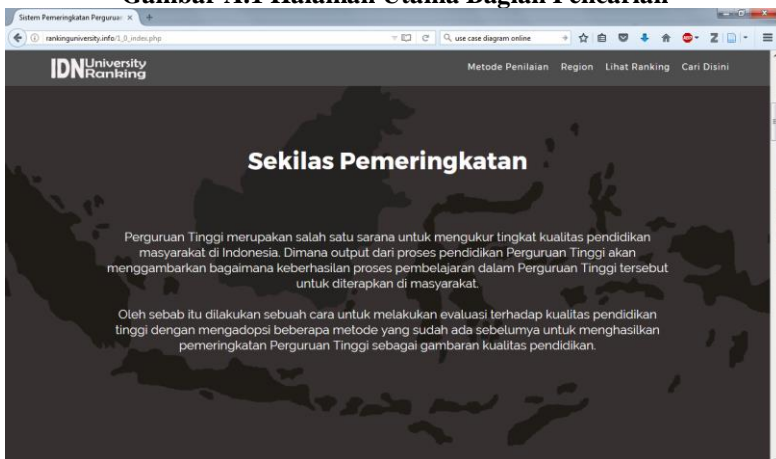 Gambar A.1 Halaman Utama Bagian Pencarian
Sistem Pemeringkatan Perguruan
rankinguniversity.info/1_0_index.php
use case diagram online
IDN University
Ranking
Metode Penilaian Region Lihat Ranking Cari Disini
Sekilas Pemeringkatan
Perguruan Tinggi merupakan salah satu sarana untuk mengukur tingkat kualitas pendidikan
masyarakat di Indonesia. Dimana output dari proses pendidikan Perguruan Tinggi akan
menggambarkan bagaimana keberhasilan proses pembelajaran dalam Perguruan Tinggi tersebut
untuk diterapkan di masyarakat.
Oleh sebab itu dilakukan sebuah cara untuk melakukan evaluasi terhadap kualitas pendidikan
tinggi dengan mengadopsi beberapa metode yang sudah ada sebelumya untuk menghasilkan
pemeringkatan Perguruan Tinggi sebagai gambaran kualitas pendidikan.